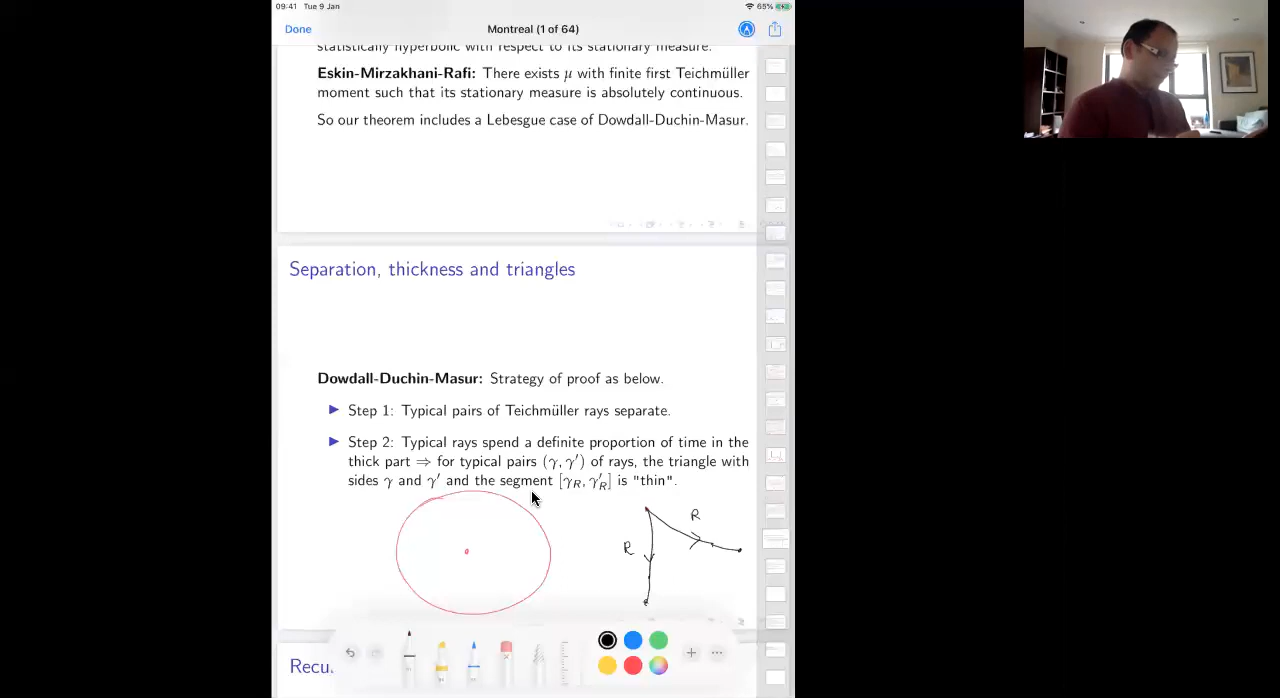 09:41 Tue 9 Jan
65%
Done
Montreal (1 of 64)
statistically hyperbolic with respect to its stationary measure.
Eskin-Mirzakhani-Rafi: There exists μ with finite first Teichmüller
moment such that its stationary measure is absolutely continuous.
So our theorem includes a Lebesgue case of Dowdall-Duchin-Masur.
Separation, thickness and triangles
Dowdall-Duchin-Masur: Strategy of proof as below.
▶ Step 1: Typical pairs of Teichmüller rays separate.
▶ Step 2: Typical rays spend a definite proportion of time in the
thick part ⇒ for typical pairs (γ, γ′) of rays, the triangle with
sides γ and γ′ and the segment [γ_R, γ′_R] is "thin".
R
R
Recu